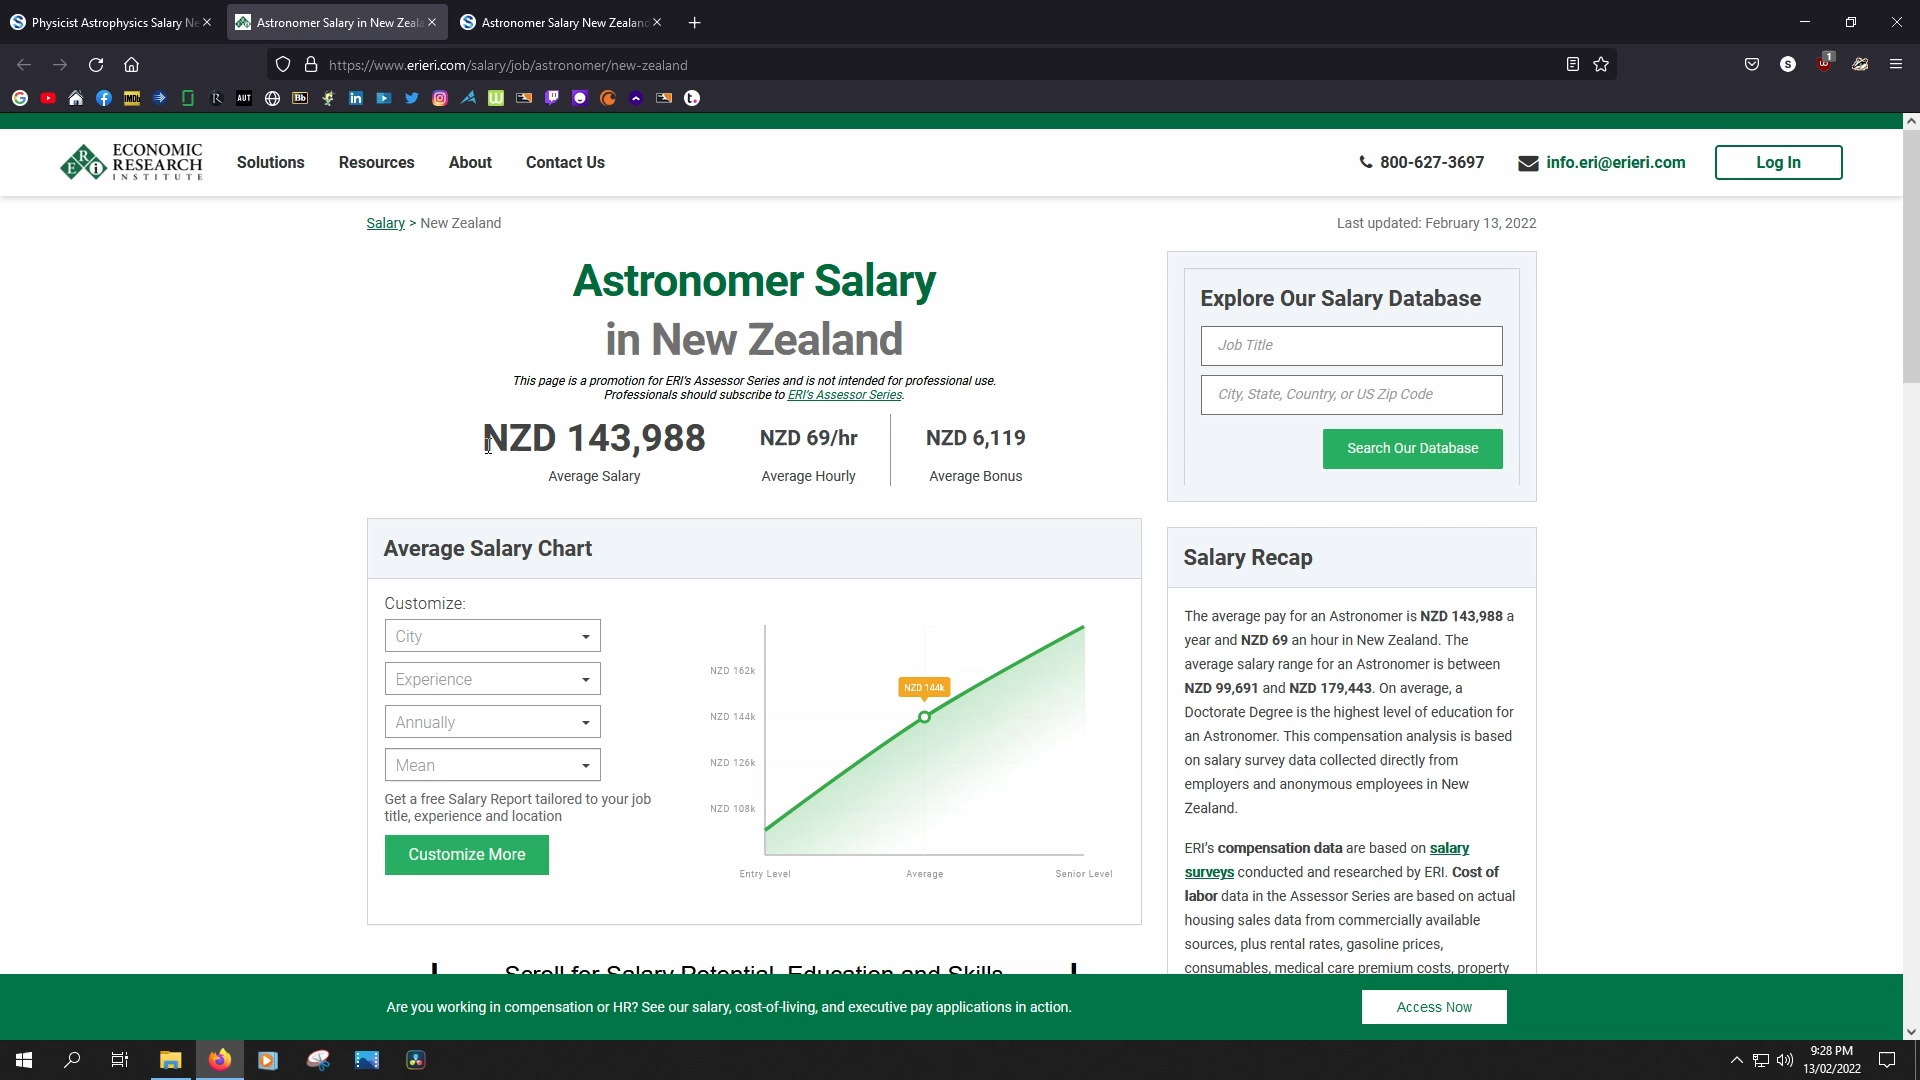 Physicist Astrophysics Salary Ne
Astronomer Salary in New Zeala
Astronomer Salary New Zealand
https://www.erieri.com/salary/job/astronomer/new-zealand
S
1
IMDb
AUT
Bb
ERI
ECONOMIC
RESEARCH
INSTITUTE
Solutions
Resources
About
Contact Us
800-627-3697
info.eri@erieri.com
Log In
Salary > New Zealand
Last updated: February 13, 2022
Astronomer Salary
in New Zealand
This page is a promotion for ERI's Assessor Series and is not intended for professional use.
Professionals should subscribe to ERI's Assessor Series.
NZD 143,988
Average Salary
NZD 69/hr
Average Hourly
NZD 6,119
Average Bonus
Explore Our Salary Database
Job Title
City, State, Country, or US Zip Code
Search Our Database
Average Salary Chart
Customize:
City
Experience
Annually
Mean
Get a free Salary Report tailored to your job
title, experience and location
Customize More
NZD 162k
NZD 144k
NZD 126k
NZD 108k
NZD 144k
Entry Level
Average
Senior Level
Salary Recap
The average pay for an Astronomer is NZD 143,988 a
year and NZD 69 an hour in New Zealand. The
average salary range for an Astronomer is between
NZD 99,691 and NZD 179,443. On average, a
Doctorate Degree is the highest level of education for
an Astronomer. This compensation analysis is based
on salary survey data collected directly from
employers and anonymous employees in New
Zealand.
ERI's compensation data are based on salary
surveys conducted and researched by ERI. Cost of
labor data in the Assessor Series are based on actual
housing sales data from commercially available
sources, plus rental rates, gasoline prices,
consumables, medical care premium costs, property
Scroll for Salary Potential, Education and Skills
Are you working in compensation or HR? See our salary, cost-of-living, and executive pay applications in action.
Access Now
9:28 PM
13/02/2022